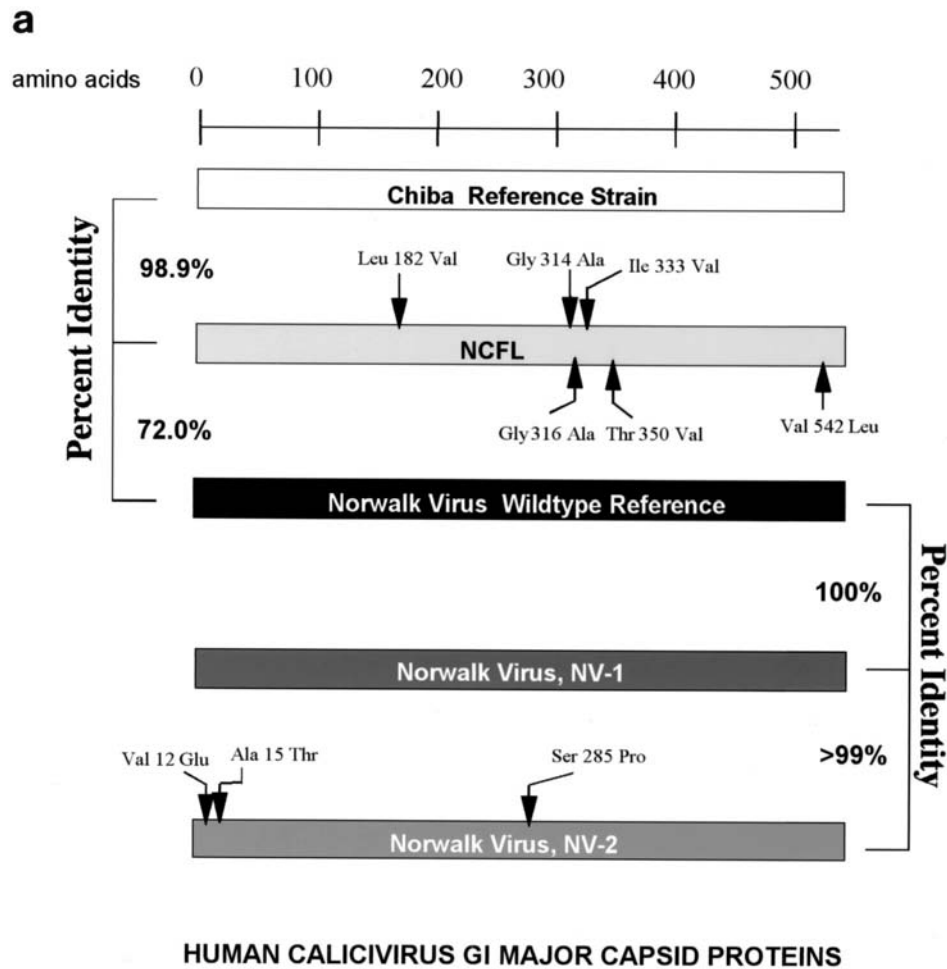 a
amino acids 0 100 200 300 400 500
Chiba Reference Strain
Percent Identity
98.9%
Leu 182 Val Gly 314 Ala Ile 333 Val
NCFL
72.0%
Gly 316 Ala Thr 350 Val Val 542 Leu
Norwalk Virus Wildtype Reference
Percent Identity
100%
Norwalk Virus, NV-1
>99%
Val 12 Glu Ala 15 Thr Ser 285 Pro
Norwalk Virus, NV-2
HUMAN CALICIVIRUS GI MAJOR CAPSID PROTEINS